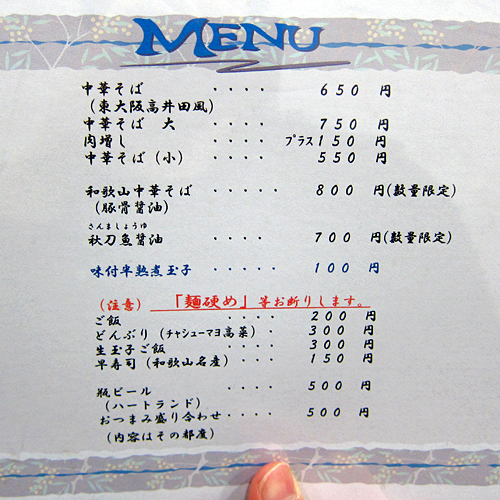 MENU
中華そば ・・・・ 650 円
(東大阪高井田風)
中華そば 大 ・・・・ 750 円
肉増し ・・・・ プラス150 円
中華そば(小) ・・・・ 550 円
和歌山中華そば ・・・・ 800 円(数量限定)
(豚骨醤油)
さんましょうゆ
秋刀魚醤油 ・・・・ 700 円(数量限定)
味付半熟煮玉子 ・・・・・ 100 円
(注意) 「麺硬め」等お断りします。
ご飯 ・・・・ 200 円
どんぶり(チャシューマヨ高菜)・ 300 円
生玉子ご飯 ・・・・ 300 円
早寿司(和歌山名産)・・ 150 円
瓶ビール ・・・・ 500 円
(ハートランド)
おつまみ盛り合わせ・・・・ 500 円
(内容はその都度)